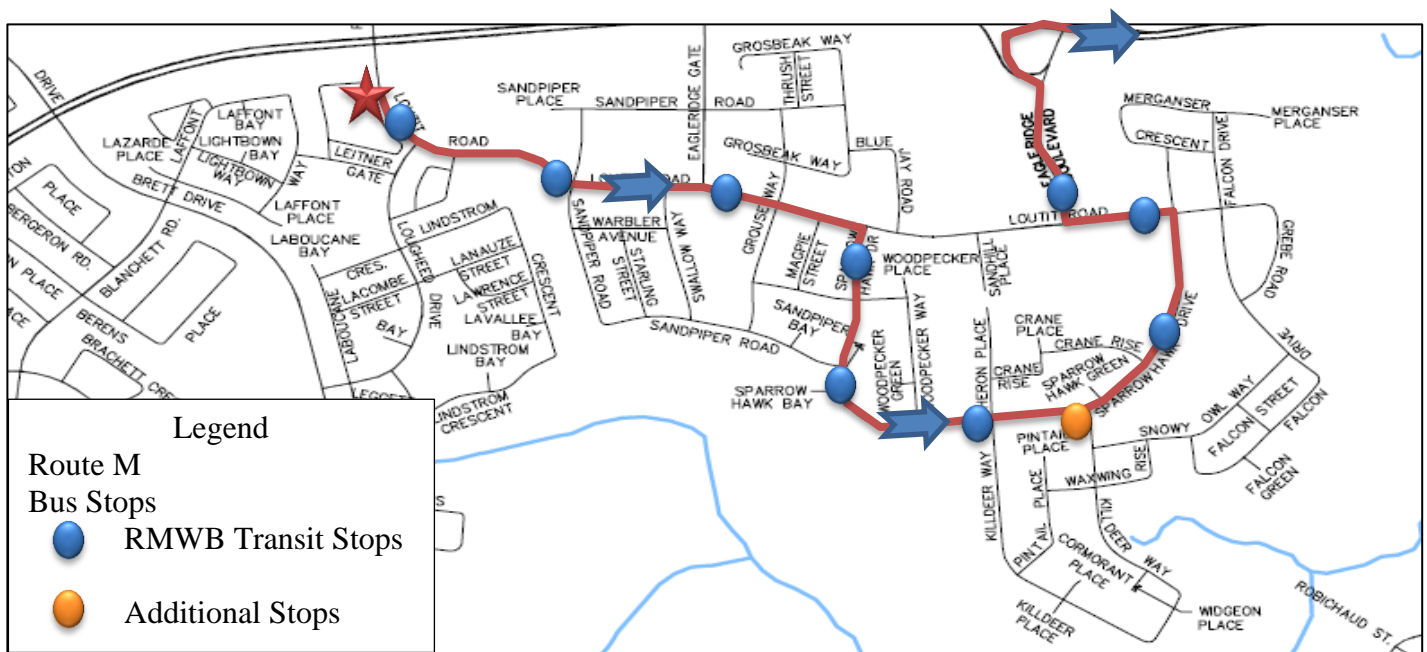 GROSBEAK WAY
DRIVE
SANDPIPER
PLACE
SANDPIPER
ROAD
EAGLERIDGE GATE
THRUSH
STREET
MERGANSER
MERGANSER
PLACE
CRESCENT
FALCON DRIVE
LAFFONT
LAFFONT
BAY
LAZARDE
PLACE
LIGHTBOWN
BAY
LIGHTBOWN
WAY
WAY
LEITNER
GATE
ROAD
GROSBEAK WAY
BLUE
JAY ROAD
EAGLE RIDGE
BOULEVARD
PLACE
BERGERON RD.
BRETT DRIVE
LAFFONT
PLACE
LABOUCANE
BAY
BLANCHETT RD.
LINDSTROM
LOUGHEED
DRIVE
CRES.
LANAUZE
STREET
LACOMBE
STREET
LAWRENCE
STREET
CRESCENT
LABOUCANE
BAY
LAVALLEE
BAY
LINDSTROM
BAY
LINDSTROM
CRESCENT
PLACE
BERENS
BRACHETT CRE
SANDPIPER ROAD
WARBLER
AVENUE
STARLING
STREET
SWALLOW WAY
GROUSE WAY
MAGPIE
STREET
WOODPECKER
PLACE
SANDHILL
PLACE
LOUTIT ROAD
GREBE ROAD
SANDPIPER ROAD
SANDPIPER
BAY
SPARROW
HAWK BAY
WOODPECKER
GREEN
WOODPECKER WAY
HERON PLACE
CRANE
PLACE
CRANE RISE
CRANE
RISE
SPARROW
HAWK GREEN
SPARROW HAWK
DRIVE
DRIVE
SNOWY
OWL WAY
FALCON
STREET
FALCON
FALCON
GREEN
PINTAIL
PLACE
WAXWING
RISE
KILLDEER WAY
PINTAIL
PLACE
KILLDEER
WAY
CORMORANT
PLACE
KILLDEER
PLACE
WIDGEON
PLACE
ROBICHAUD ST.
Legend
Route M
Bus Stops
RMWB Transit Stops
Additional Stops